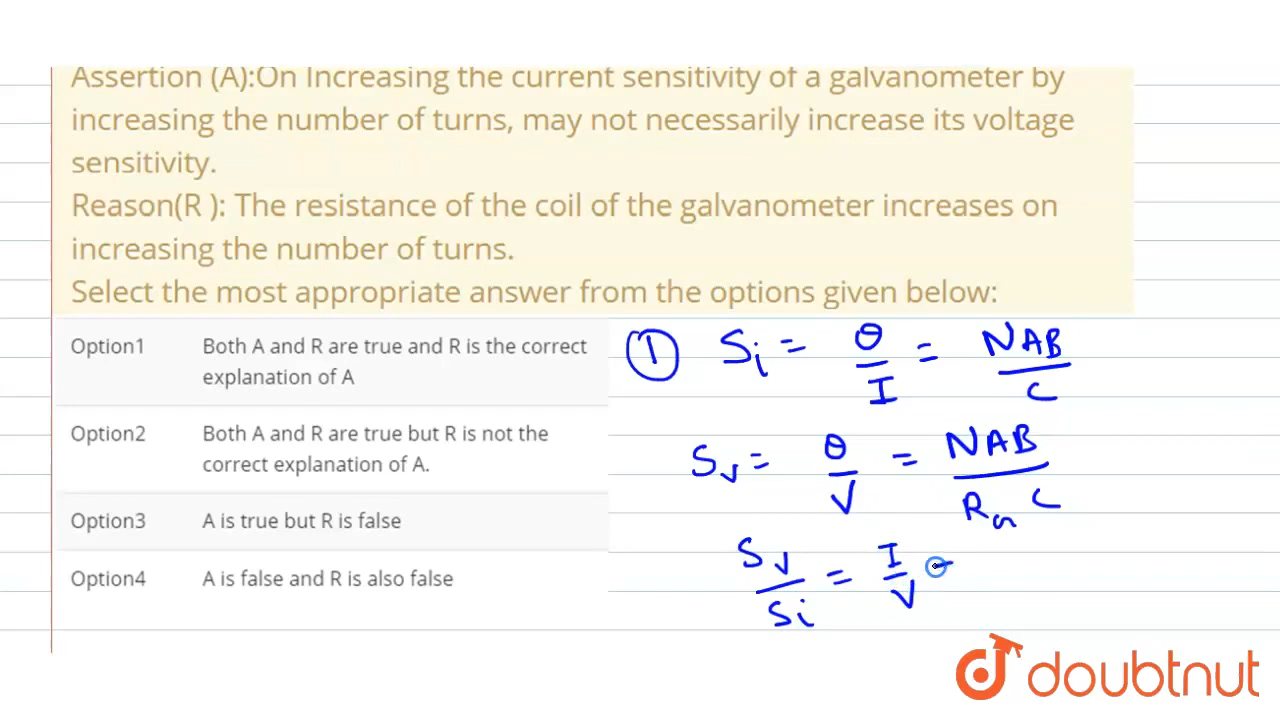 Assertion (A):On Increasing the current sensitivity of a galvanometer by
increasing the number of turns, may not necessarily increase its voltage
sensitivity.
Reason(R ): The resistance of the coil of the galvanometer increases on
increasing the number of turns.
Select the most appropriate answer from the options given below:
Option1 Both A and R are true and R is the correct
explanation of A
Option2 Both A and R are true but R is not the
correct explanation of A.
Option3 A is true but R is false
Option4 A is false and R is also false
① Si = θ/I = NAB/C
Sv = θ/V = NAB/(RG C)
Sv/Si = I/V =
doubtnut